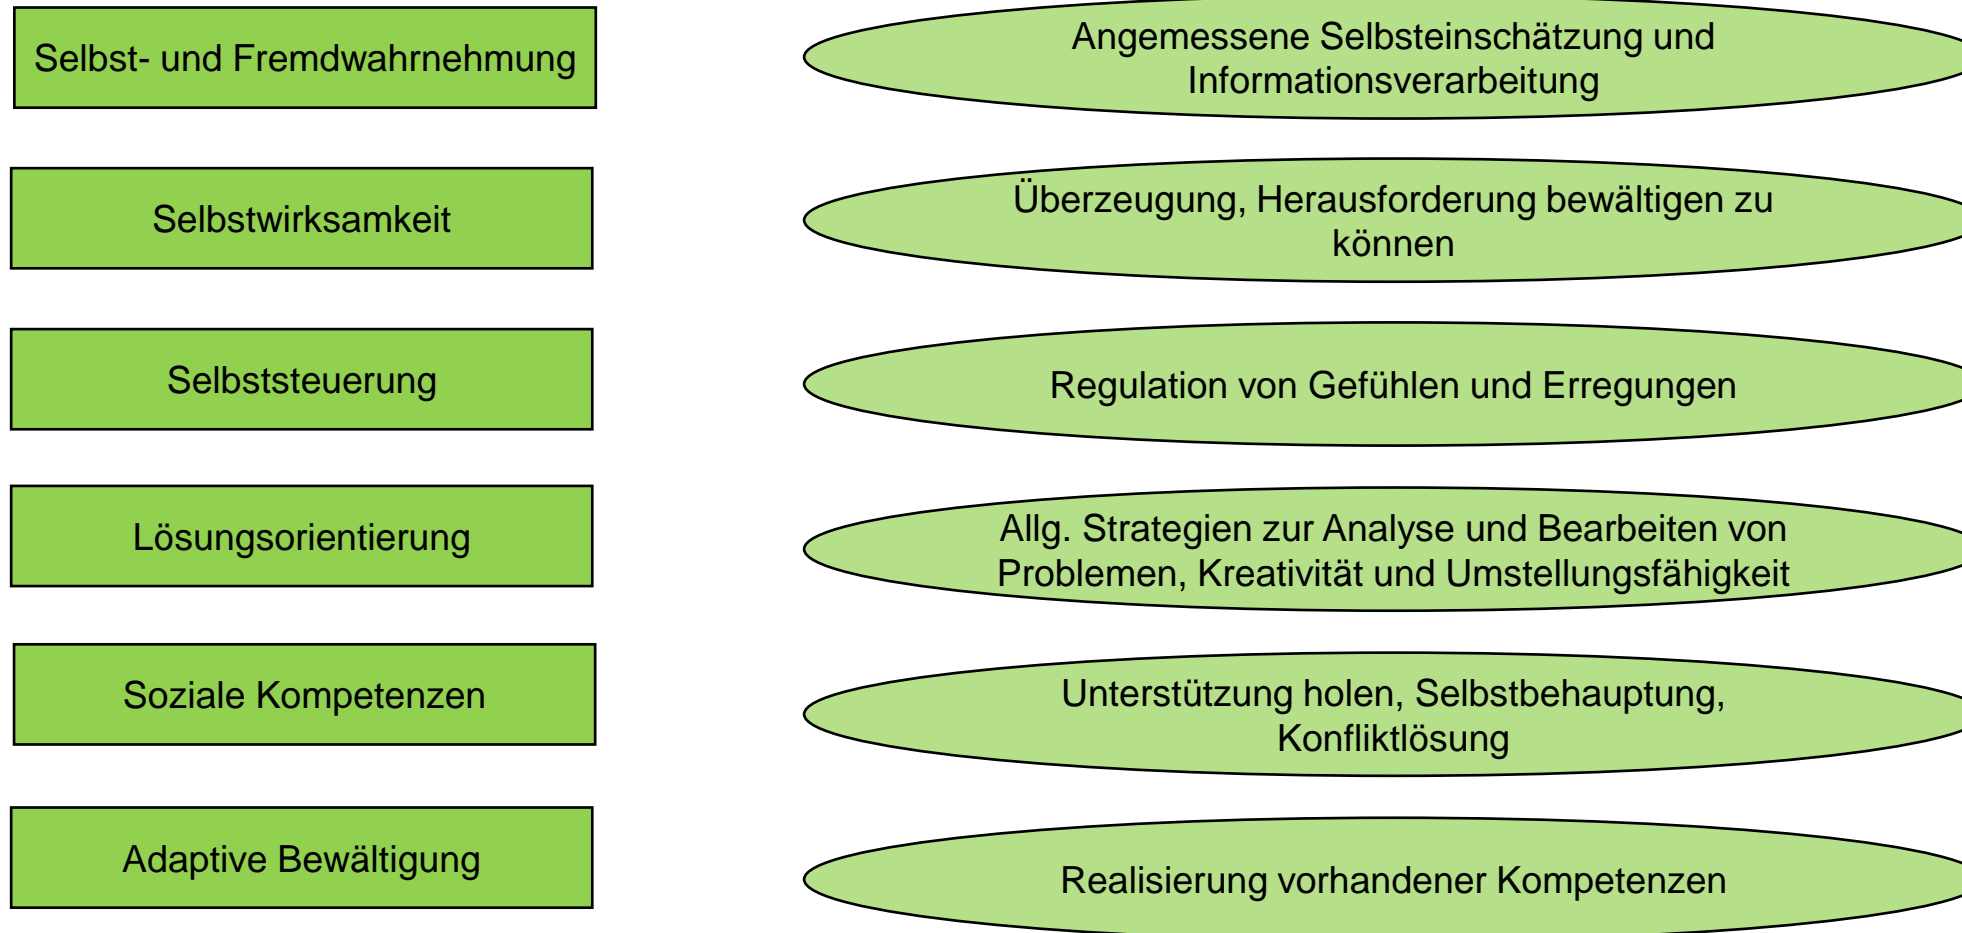 Selbst- und Fremdwahrnehmung
Angemessene Selbsteinschätzung und
Informationsverarbeitung
Selbstwirksamkeit
Überzeugung, Herausforderung bewältigen zu
können
Selbststeuerung
Regulation von Gefühlen und Erregungen
Lösungsorientierung
Allg. Strategien zur Analyse und Bearbeiten von
Problemen, Kreativität und Umstellungsfähigkeit
Soziale Kompetenzen
Unterstützung holen, Selbstbehauptung,
Konfliktlösung
Adaptive Bewältigung
Realisierung vorhandener Kompetenzen